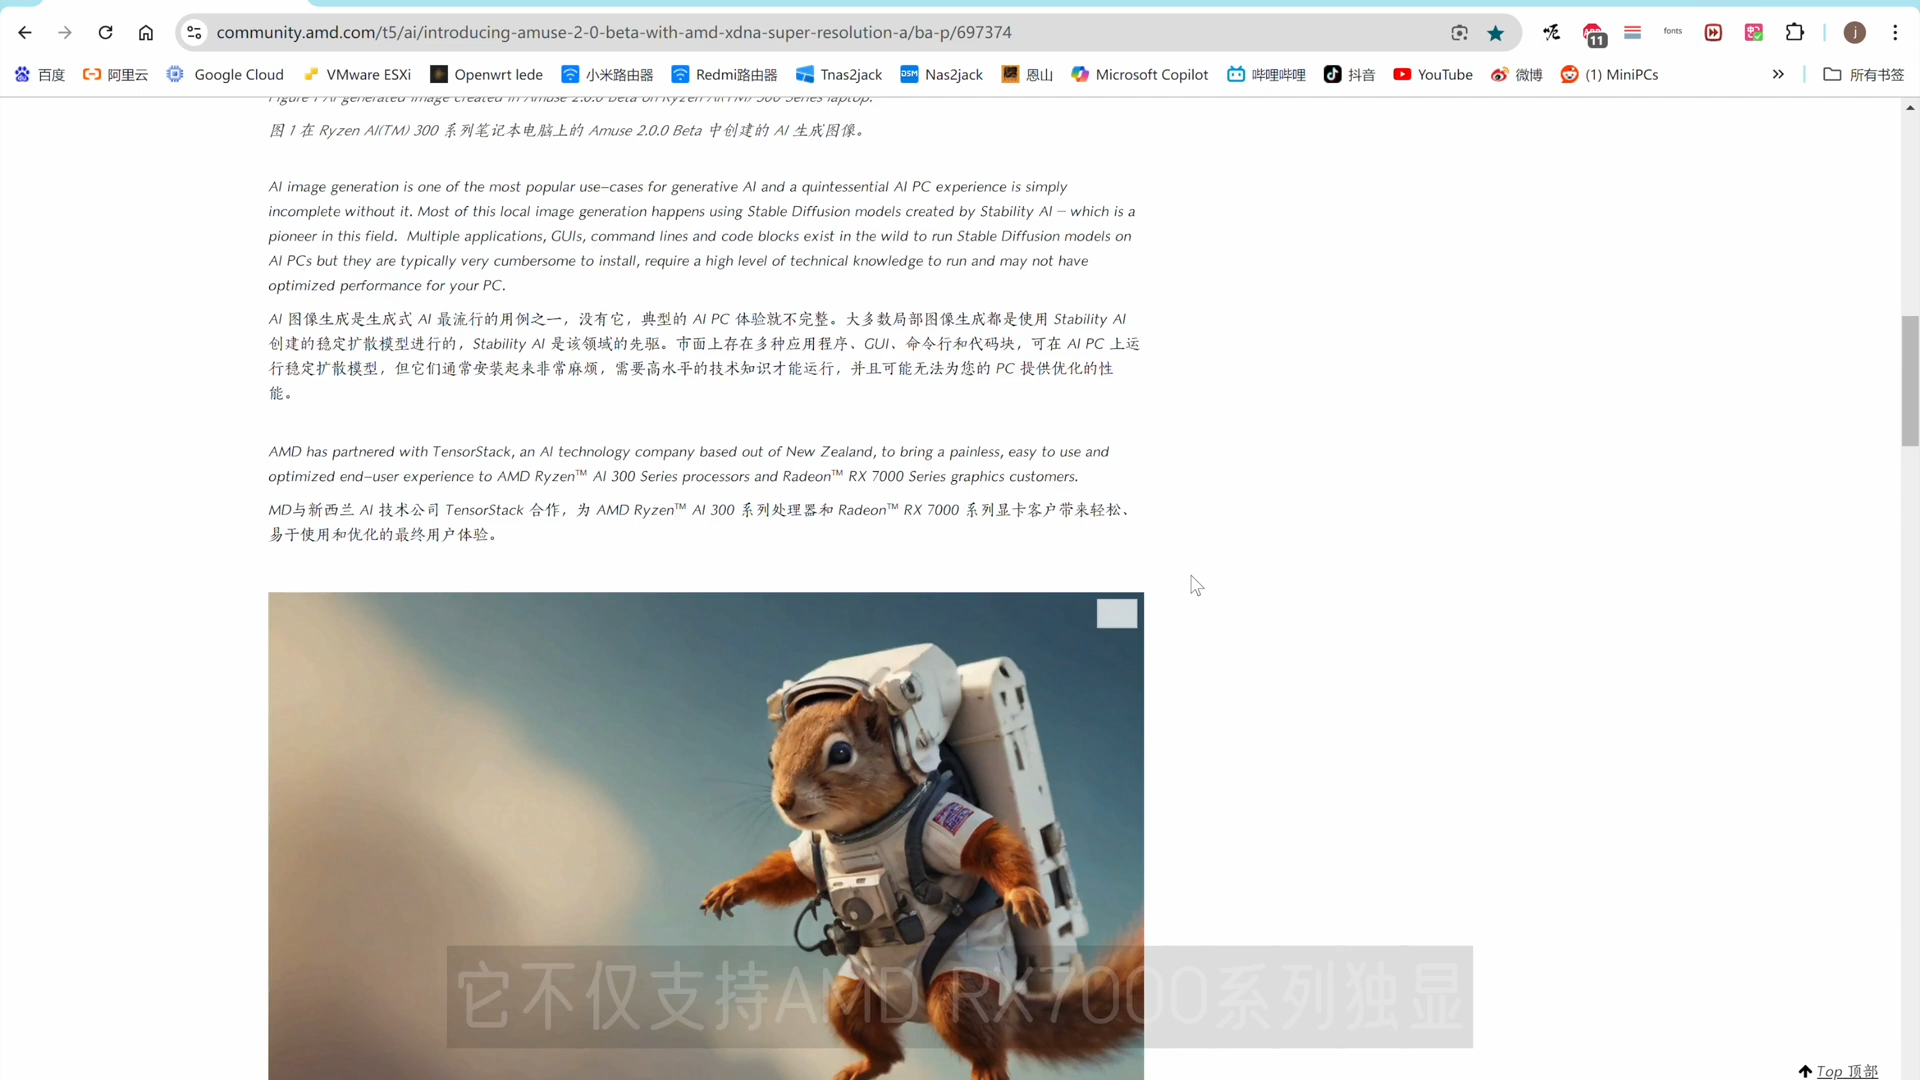 community.amd.com/t5/ai/introducing-amuse-2-0-beta-with-amd-xdna-super-resolution-a/ba-p/697374
11
fonts
j
百度
阿里云
Google Cloud
VMware ESXi
Openwrt lede
小米路由器
Redmi路由器
Tnas2jack
DSM
Nas2jack
恩山
Microsoft Copilot
哔哩哔哩
抖音
YouTube
微博
(1) MiniPCs
所有书签
Figure 1 AI generated image created in Amuse 2.0.0 Beta on Ryzen AI(TM) 300 Series laptop.
图 1 在 Ryzen AI(TM) 300 系列笔记本电脑上的 Amuse 2.0.0 Beta 中创建的 AI 生成图像。
AI image generation is one of the most popular use–cases for generative AI and a quintessential AI PC experience is simply
incomplete without it. Most of this local image generation happens using Stable Diffusion models created by Stability AI – which is a
pioneer in this field. Multiple applications, GUIs, command lines and code blocks exist in the wild to run Stable Diffusion models on
AI PCs but they are typically very cumbersome to install, require a high level of technical knowledge to run and may not have
optimized performance for your PC.
AI 图像生成是生成式 AI 最流行的用例之一，没有它，典型的 AI PC 体验就不完整。大多数局部图像生成都是使用 Stability AI
创建的稳定扩散模型进行的，Stability AI 是该领域的先驱。市面上存在多种应用程序、GUI、命令行和代码块，可在 AI PC 上运
行稳定扩散模型，但它们通常安装起来非常麻烦，需要高水平的技术知识才能运行，并且可能无法为您的 PC 提供优化的性
能。
AMD has partnered with TensorStack, an AI technology company based out of New Zealand, to bring a painless, easy to use and
optimized end–user experience to AMD Ryzen™ AI 300 Series processors and Radeon™ RX 7000 Series graphics customers.
MD与新西兰 AI 技术公司 TensorStack 合作，为 AMD Ryzen™ AI 300 系列处理器和 Radeon™ RX 7000 系列显卡客户带来轻松、
易于使用和优化的最终用户体验。
它不仅支持AMD RX7000系列独显
Top 顶部